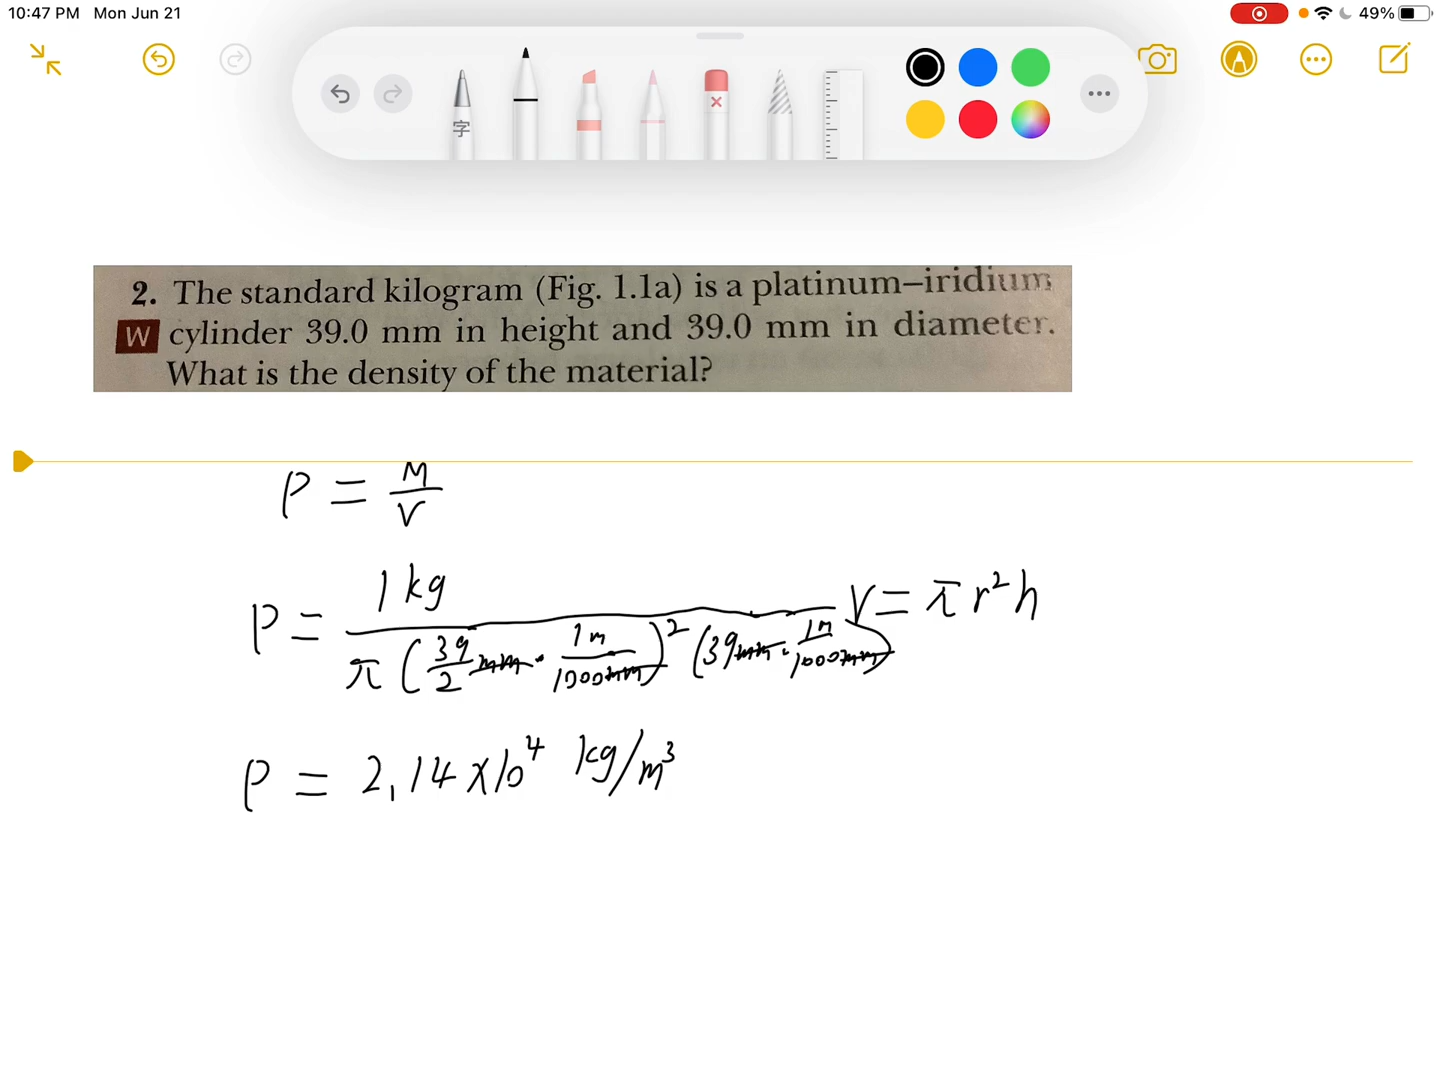 10:47 PM Mon Jun 21
49%
字
2. The standard kilogram (Fig. 1.1a) is a platinum–iridium
W cylinder 39.0 mm in height and 39.0 mm in diameter.
What is the density of the material?
ρ = M/V
ρ = 1 kg / π (39/2 mm · 1m/1000mm)² (39mm · 1m/1000mm)
V = πr²h
ρ = 2.14 × 10⁴ kg/m³